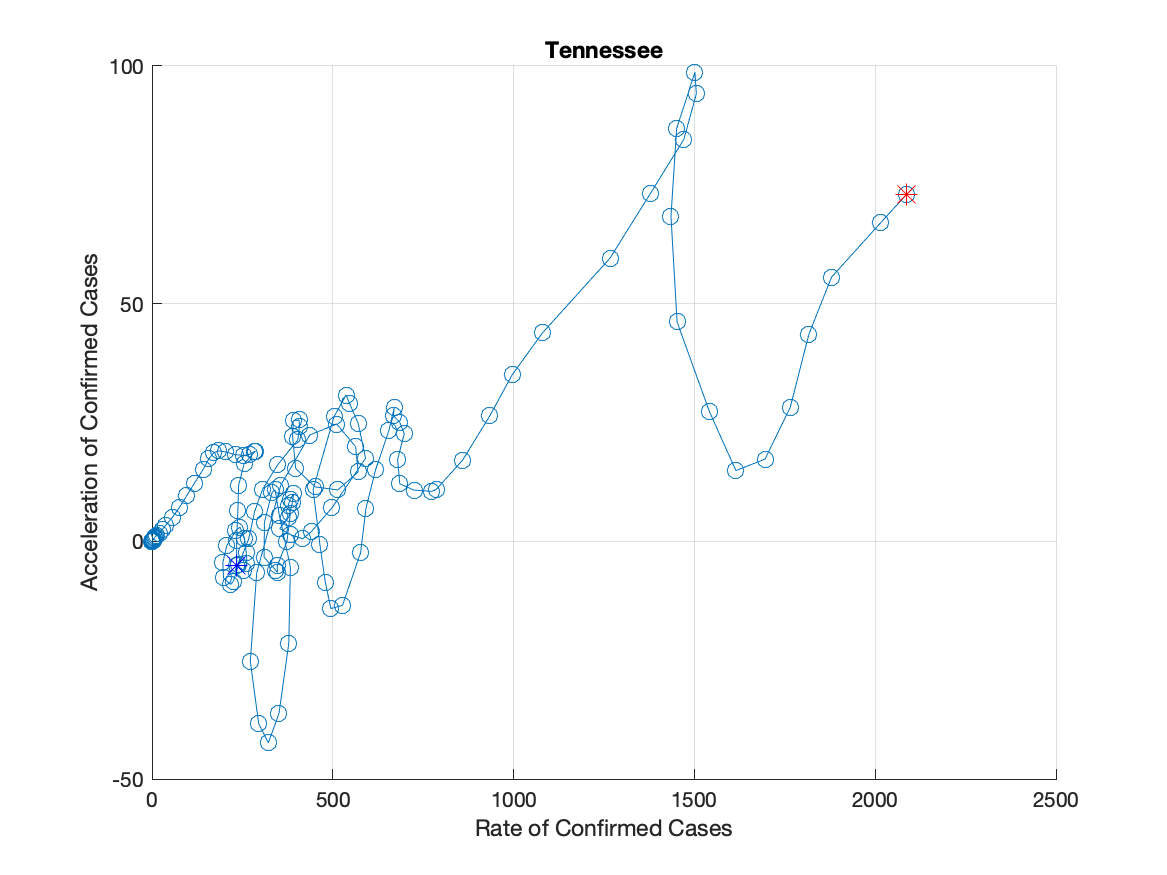 Tennessee
Acceleration of Confirmed Cases
100
50
0
-50
0 500 1000 1500 2000 2500
Rate of Confirmed Cases